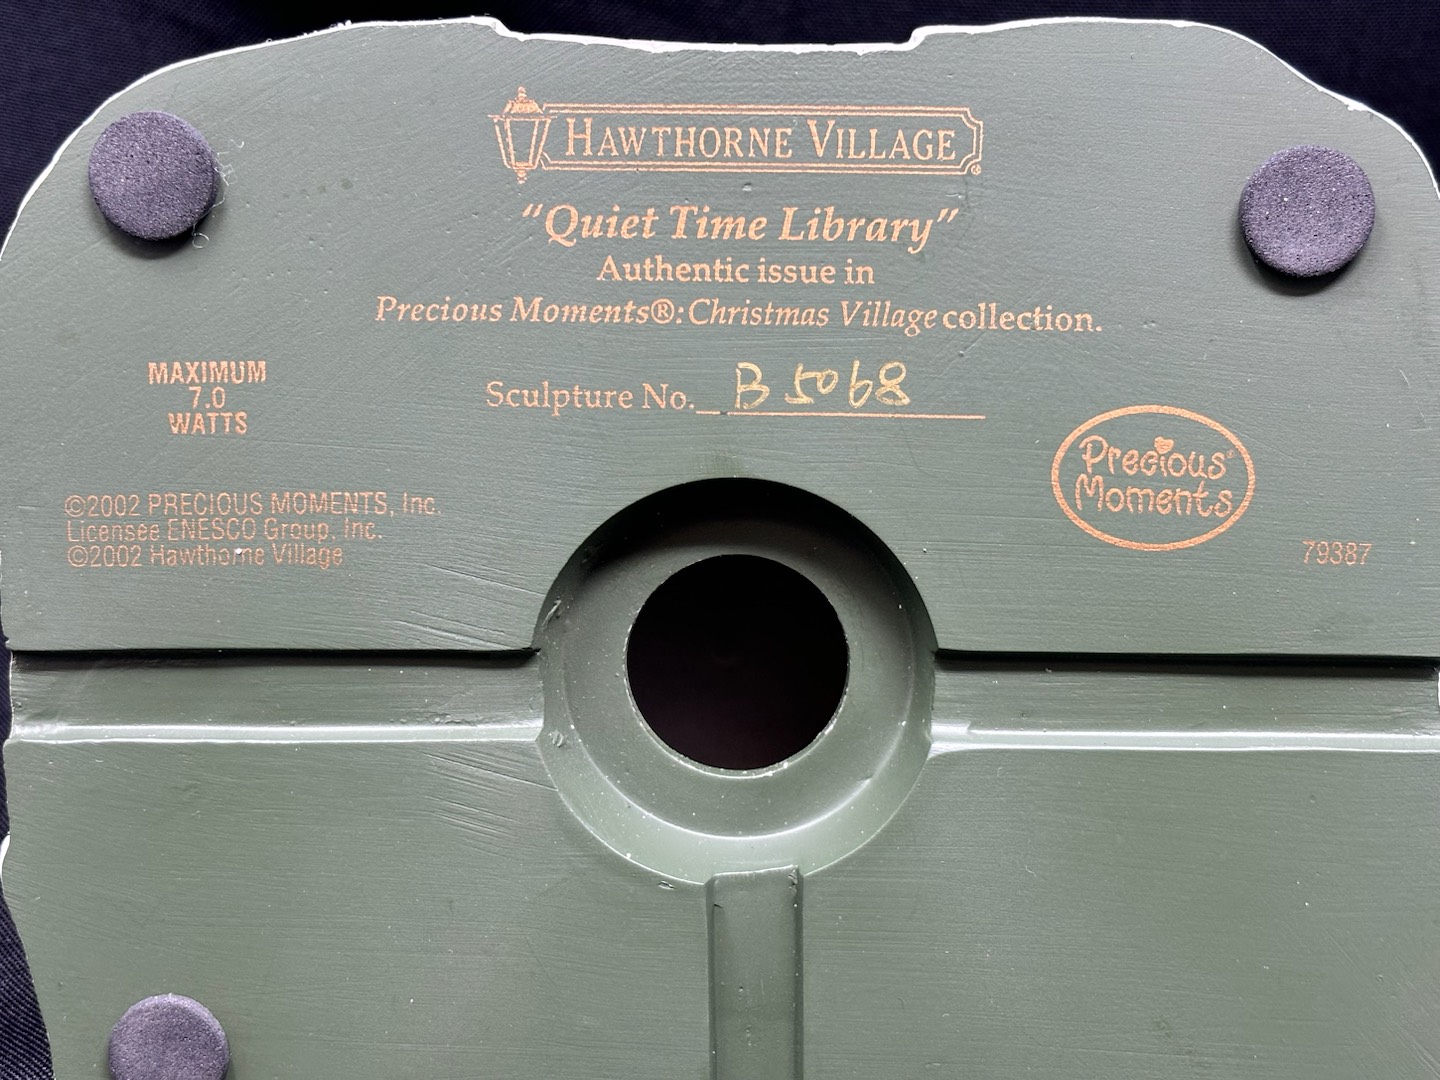 HAWTHORNE VILLAGE
“Quiet Time Library”
Authentic issue in
Precious Moments®: Christmas Village collection.
MAXIMUM
7.0
WATTS
Sculpture No. B5068
Precious
Moments
©2002 PRECIOUS MOMENTS, Inc.
Licensee ENESCO Group, Inc.
©2002 Hawthorne Village
79387